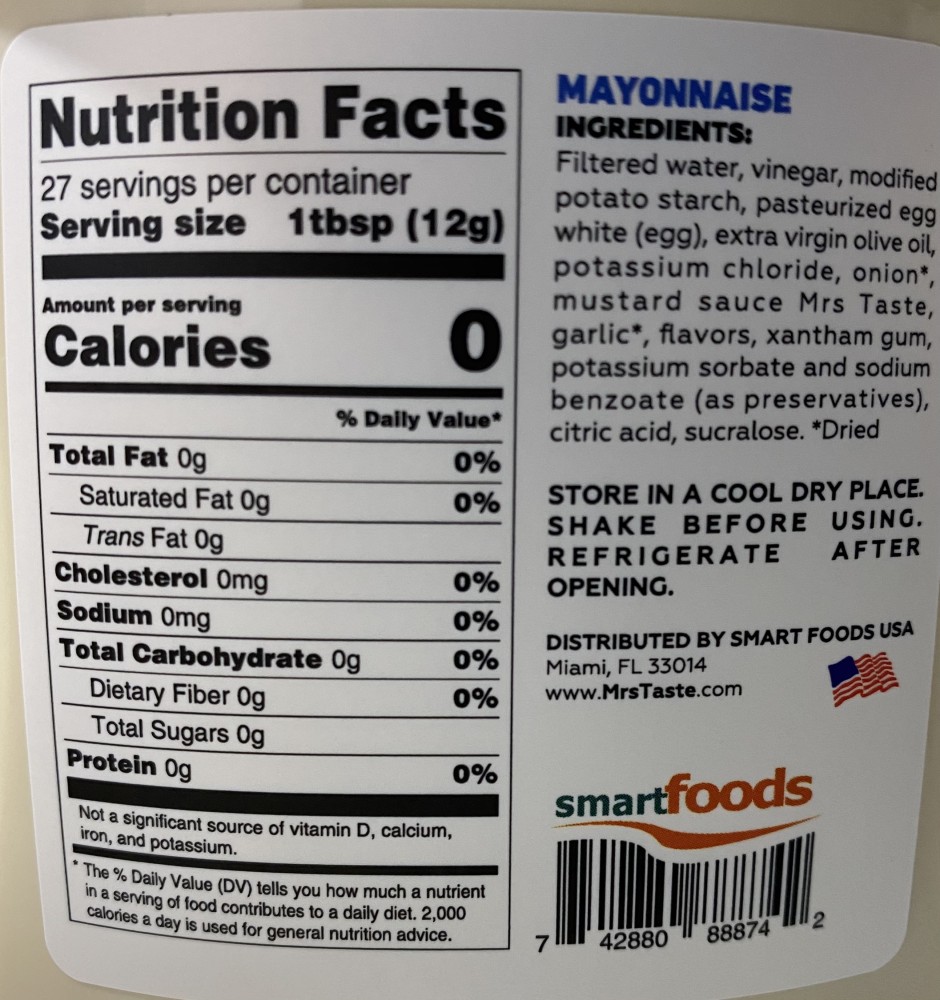 Nutrition Facts
27 servings per container
Serving size 1tbsp (12g)
Amount per serving
Calories 0
% Daily Value*
Total Fat 0g 0%
Saturated Fat 0g 0%
Trans Fat 0g
Cholesterol 0mg 0%
Sodium 0mg 0%
Total Carbohydrate 0g 0%
Dietary Fiber 0g 0%
Total Sugars 0g
Protein 0g 0%
Not a significant source of vitamin D, calcium,
iron, and potassium.
* The % Daily Value (DV) tells you how much a nutrient
in a serving of food contributes to a daily diet. 2,000
calories a day is used for general nutrition advice.
MAYONNAISE
INGREDIENTS:
Filtered water, vinegar, modified
potato starch, pasteurized egg
white (egg), extra virgin olive oil,
potassium chloride, onion*,
mustard sauce Mrs Taste,
garlic*, flavors, xantham gum,
potassium sorbate and sodium
benzoate (as preservatives),
citric acid, sucralose. *Dried
STORE IN A COOL DRY PLACE.
SHAKE BEFORE USING.
REFRIGERATE AFTER
OPENING.
DISTRIBUTED BY SMART FOODS USA
Miami, FL 33014
www.MrsTaste.com
smartfoods
7 42880 88874 2